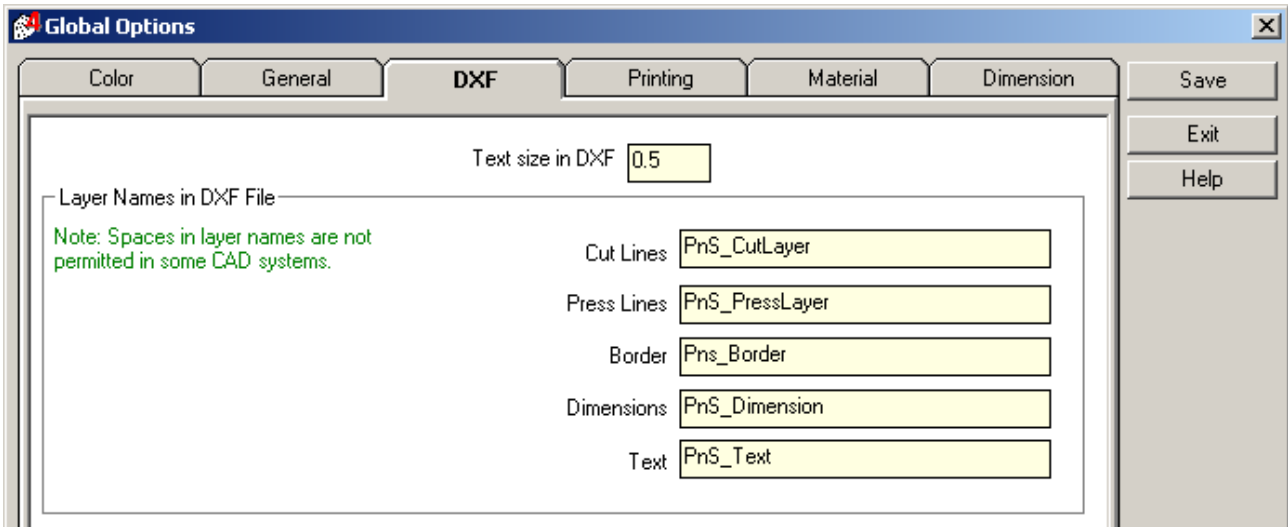 Global Options
Color General DXF Printing Material Dimension
Save
Exit
Help
Text size in DXF 0.5
Layer Names in DXF File
Note: Spaces in layer names are not
permitted in some CAD systems.
Cut Lines PnS_CutLayer
Press Lines PnS_PressLayer
Border Pns_Border
Dimensions PnS_Dimension
Text PnS_Text